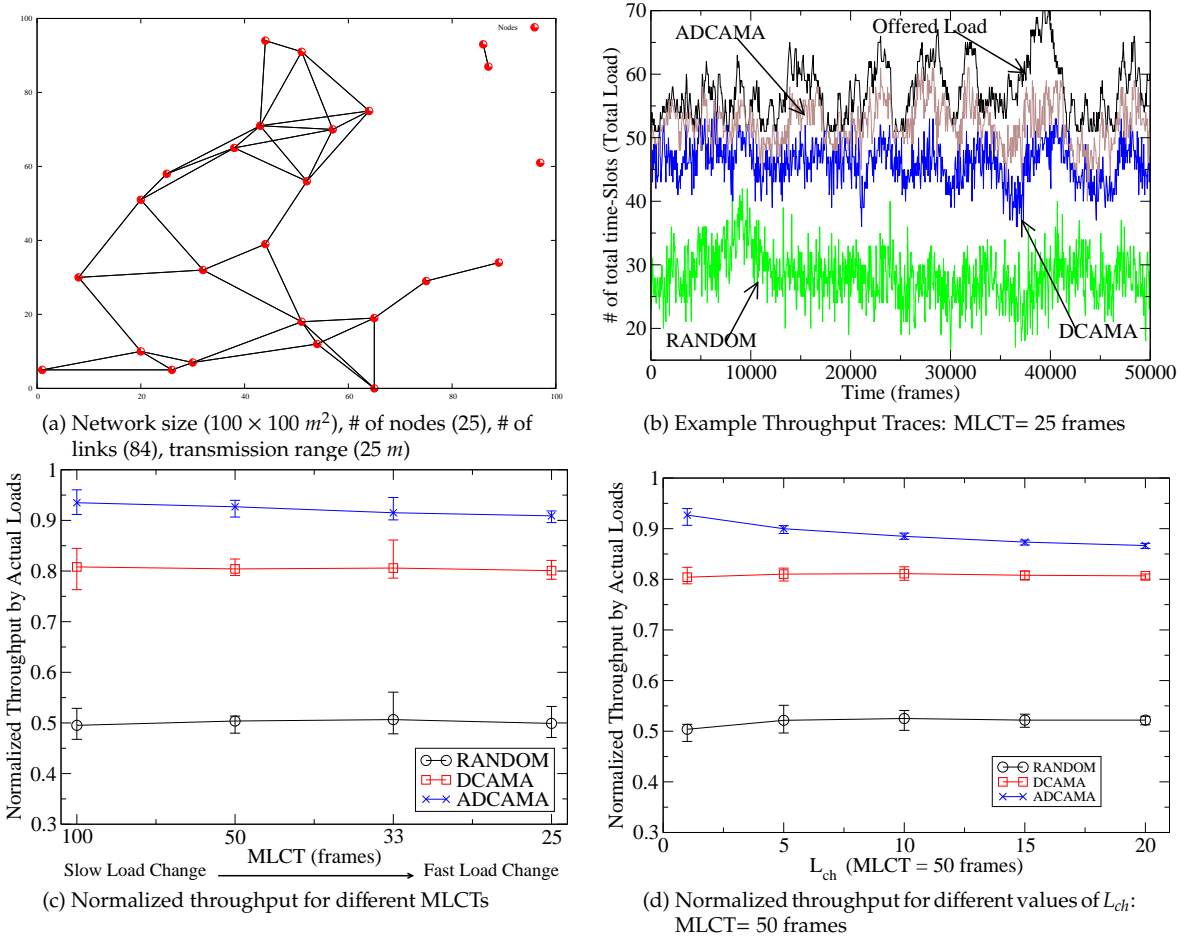 100
80
60
40
20
0
0
20
40
60
80
100
Nodes
(a) Network size (100 × 100 m²), # of nodes (25), # of
links (84), transmission range (25 m)
70
60
50
40
30
20
# of total time-Slots (Total Load)
ADCAMA
Offered Load
RANDOM
DCAMA
0
10000
20000
30000
40000
50000
Time (frames)
(b) Example Throughput Traces: MLCT= 25 frames
1
0.9
0.8
0.7
0.6
0.5
0.4
0.3
Normalized Throughput by Actual Loads
RANDOM
DCAMA
ADCAMA
100
50
33
25
MLCT (frames)
Slow Load Change
Fast Load Change
(c) Normalized throughput for different MLCTs
1
0.9
0.8
0.7
0.6
0.5
0.4
0.3
Normalized Throughput by Actual Loads
RANDOM
DCAMA
ADCAMA
0
5
10
15
20
L_ch (MLCT = 50 frames)
(d) Normalized throughput for different values of L_ch:
MLCT= 50 frames